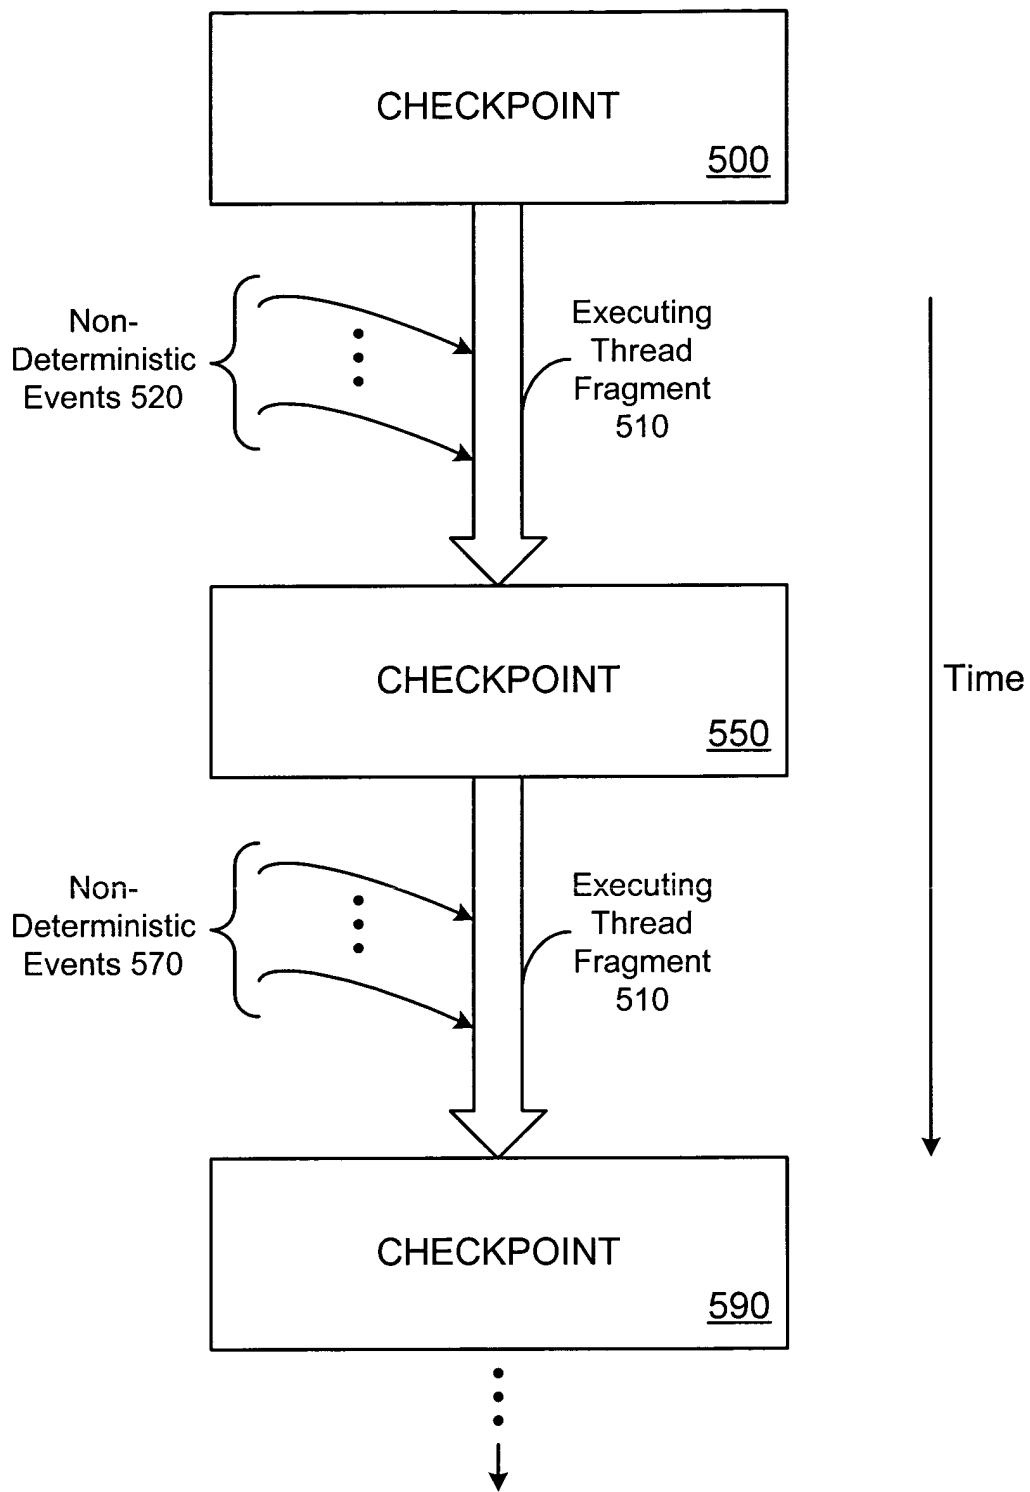 CHECKPOINT
500
Non-
Deterministic
Events 520
Executing
Thread
Fragment
510
CHECKPOINT
550
Time
Non-
Deterministic
Events 570
Executing
Thread
Fragment
510
CHECKPOINT
590